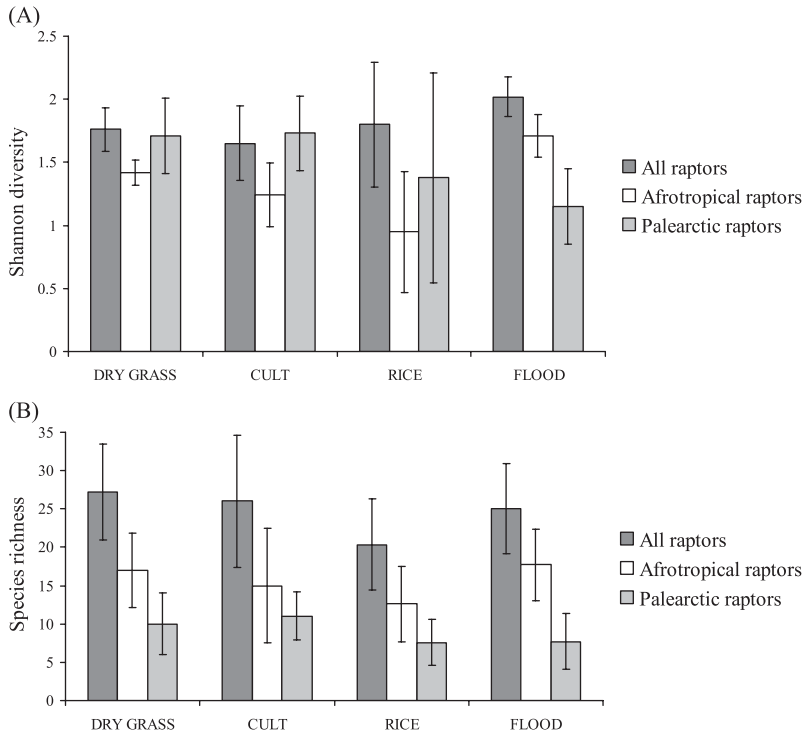 (A)
Shannon diversity
2.5
2
1.5
1
0.5
0
DRY GRASS CULT RICE FLOOD
All raptors
Afrotropical raptors
Palearctic raptors
(B)
Species richness
35
30
25
20
15
10
5
0
DRY GRASS CULT RICE FLOOD
All raptors
Afrotropical raptors
Palearctic raptors